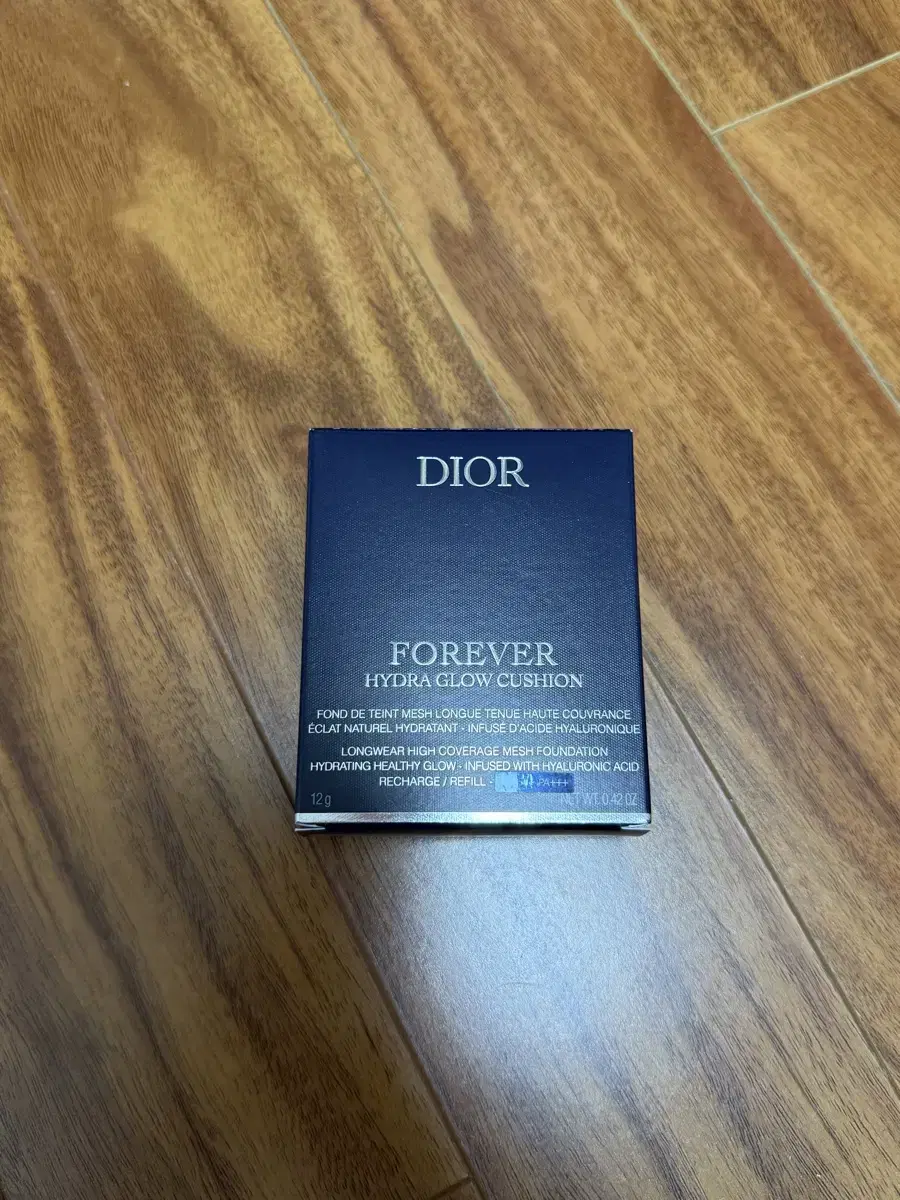 DIOR
FOREVER
HYDRA GLOW CUSHION
FOND DE TEINT MESH LONGUE TENUE HAUTE COUVRANCE
ÉCLAT NATUREL HYDRATANT - INFUSÉ D'ACIDE HYALURONIQUE
LONGWEAR HIGH COVERAGE MESH FOUNDATION
HYDRATING HEALTHY GLOW - INFUSED WITH HYALURONIC ACID
RECHARGE / REFILL - PA+++
12 g NET WT. 0.42 OZ